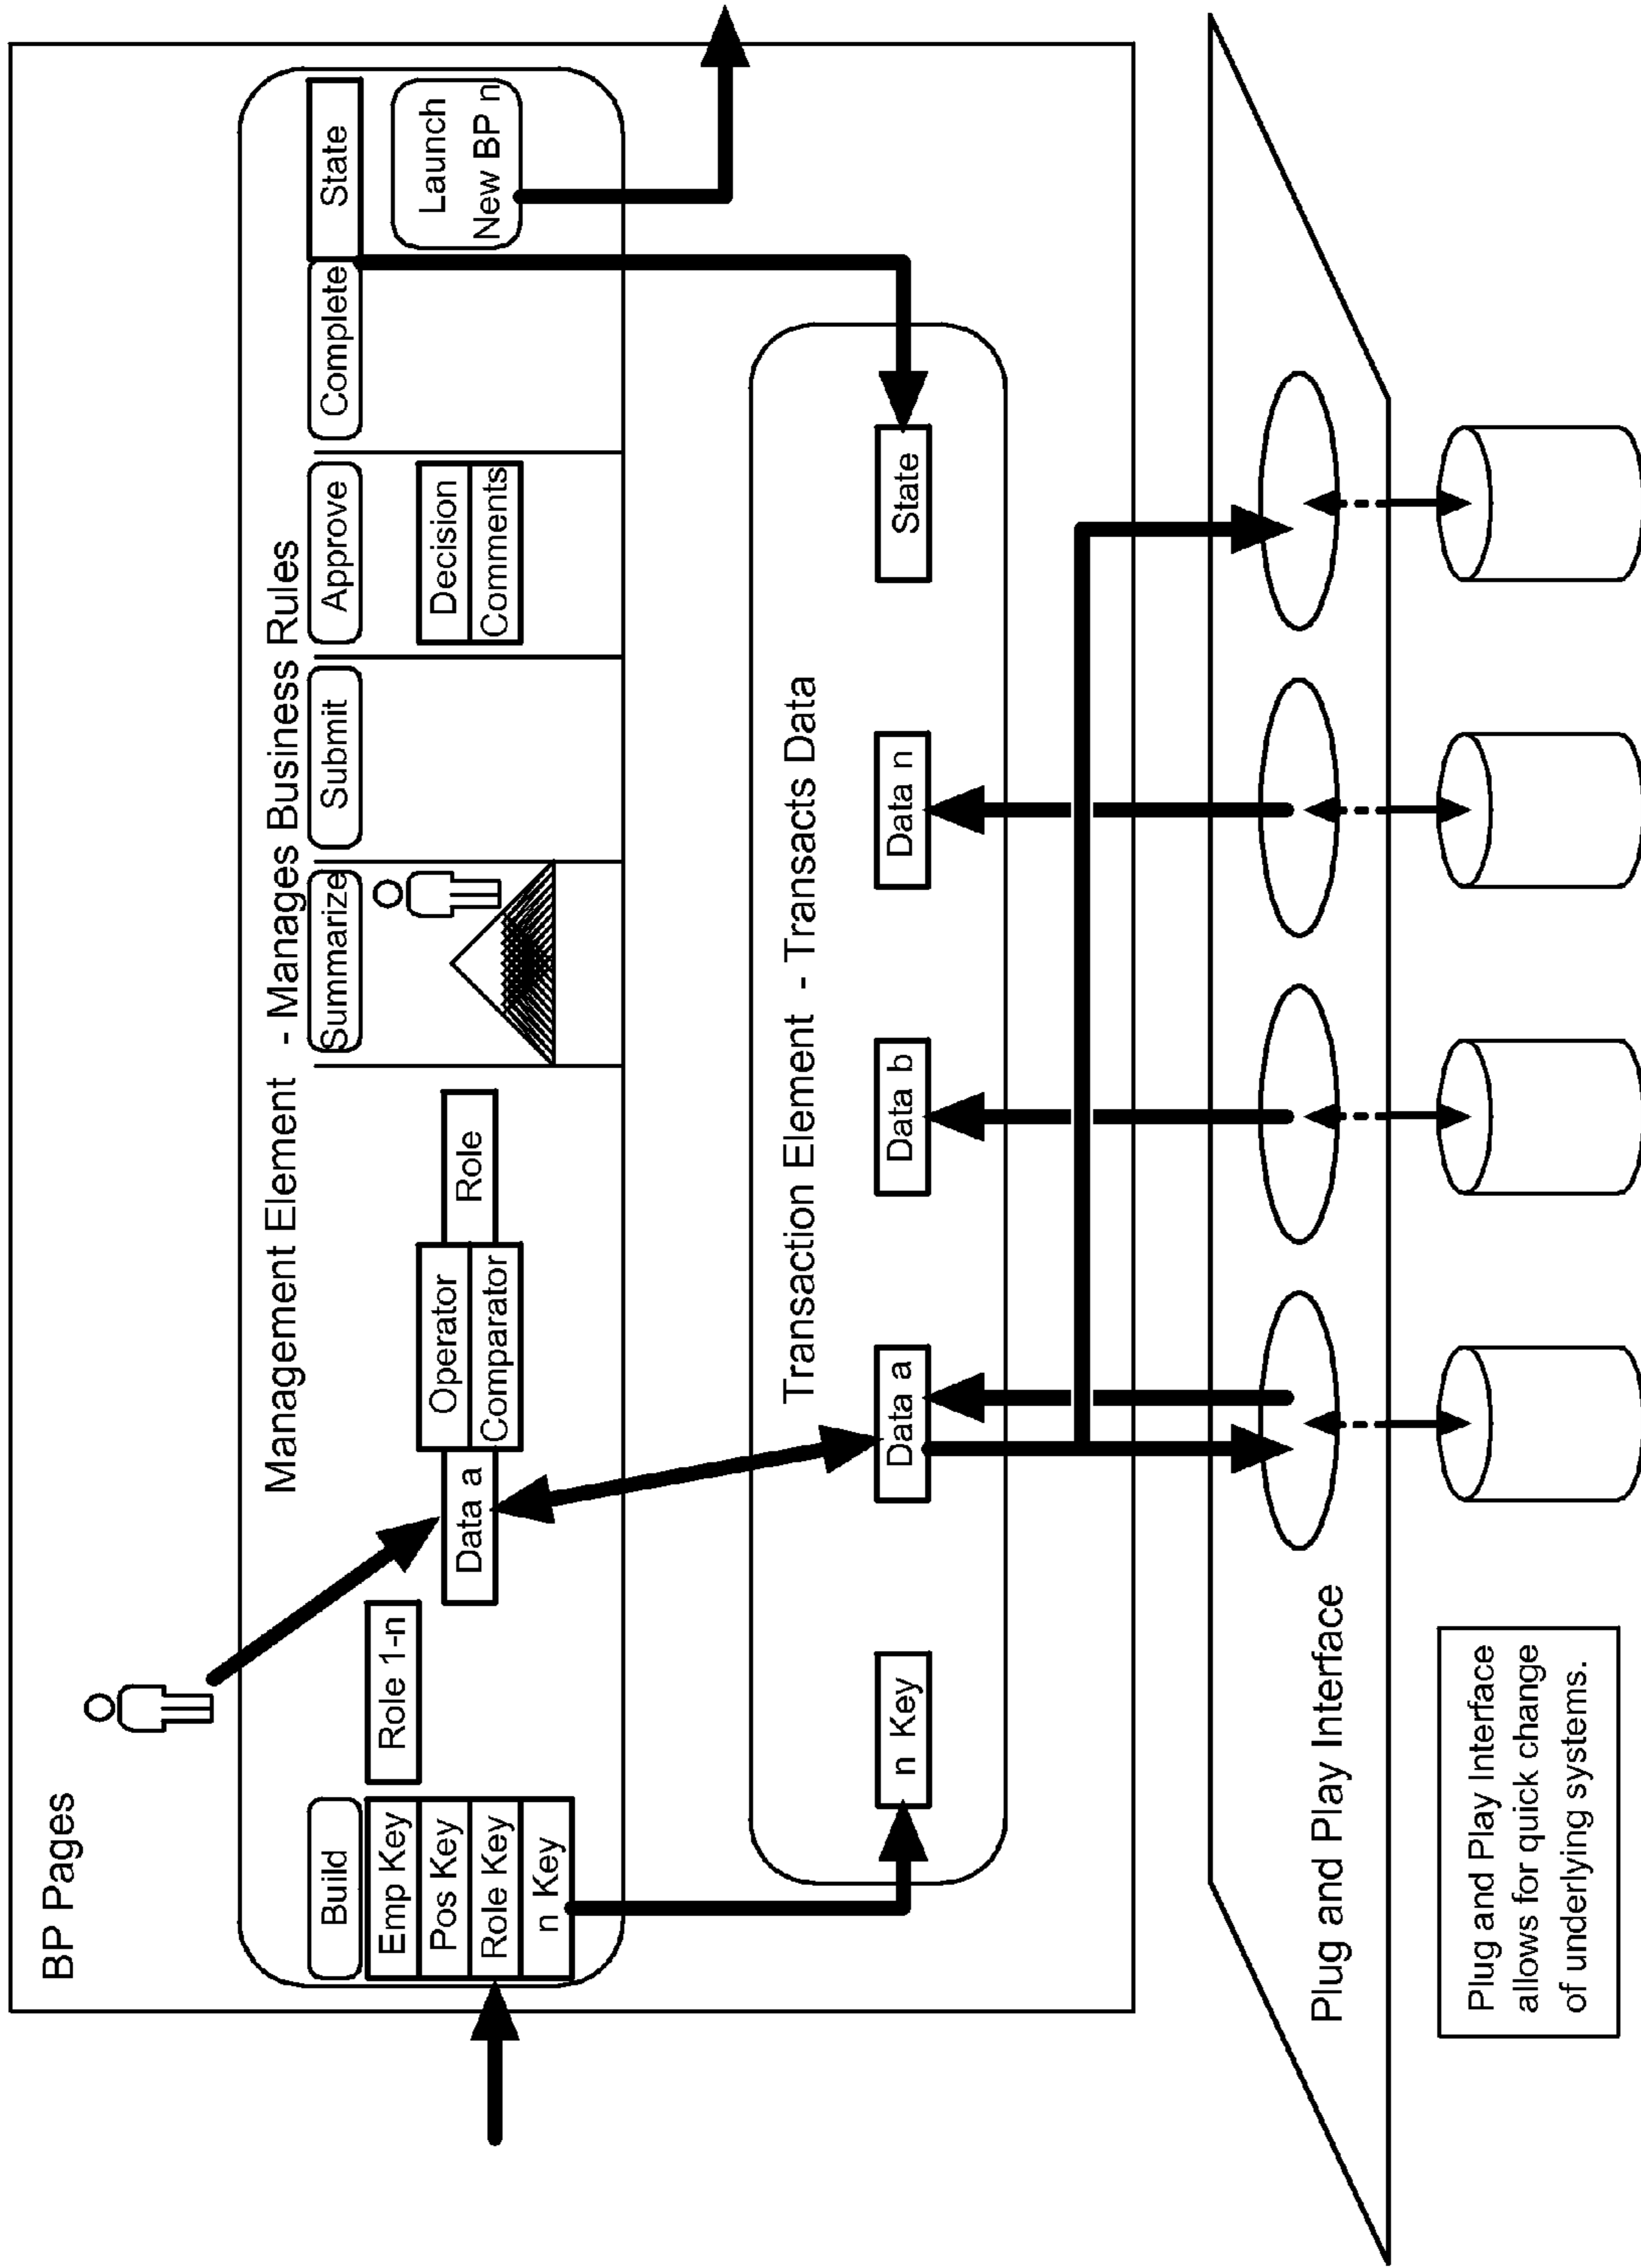 BP Pages
Management Element - Manages Business Rules
Build
Summarize
Submit
Approve
Complete
State
Emp Key
Pos Key
Role Key
n Key
Role 1-n
Data a
Operator
Comparator
Role
Decision
Comments
Launch
New BP n
Transaction Element - Transacts Data
n Key
Data a
Data b
Data n
State
Plug and Play Interface
Plug and Play Interface
allows for quick change
of underlying systems.